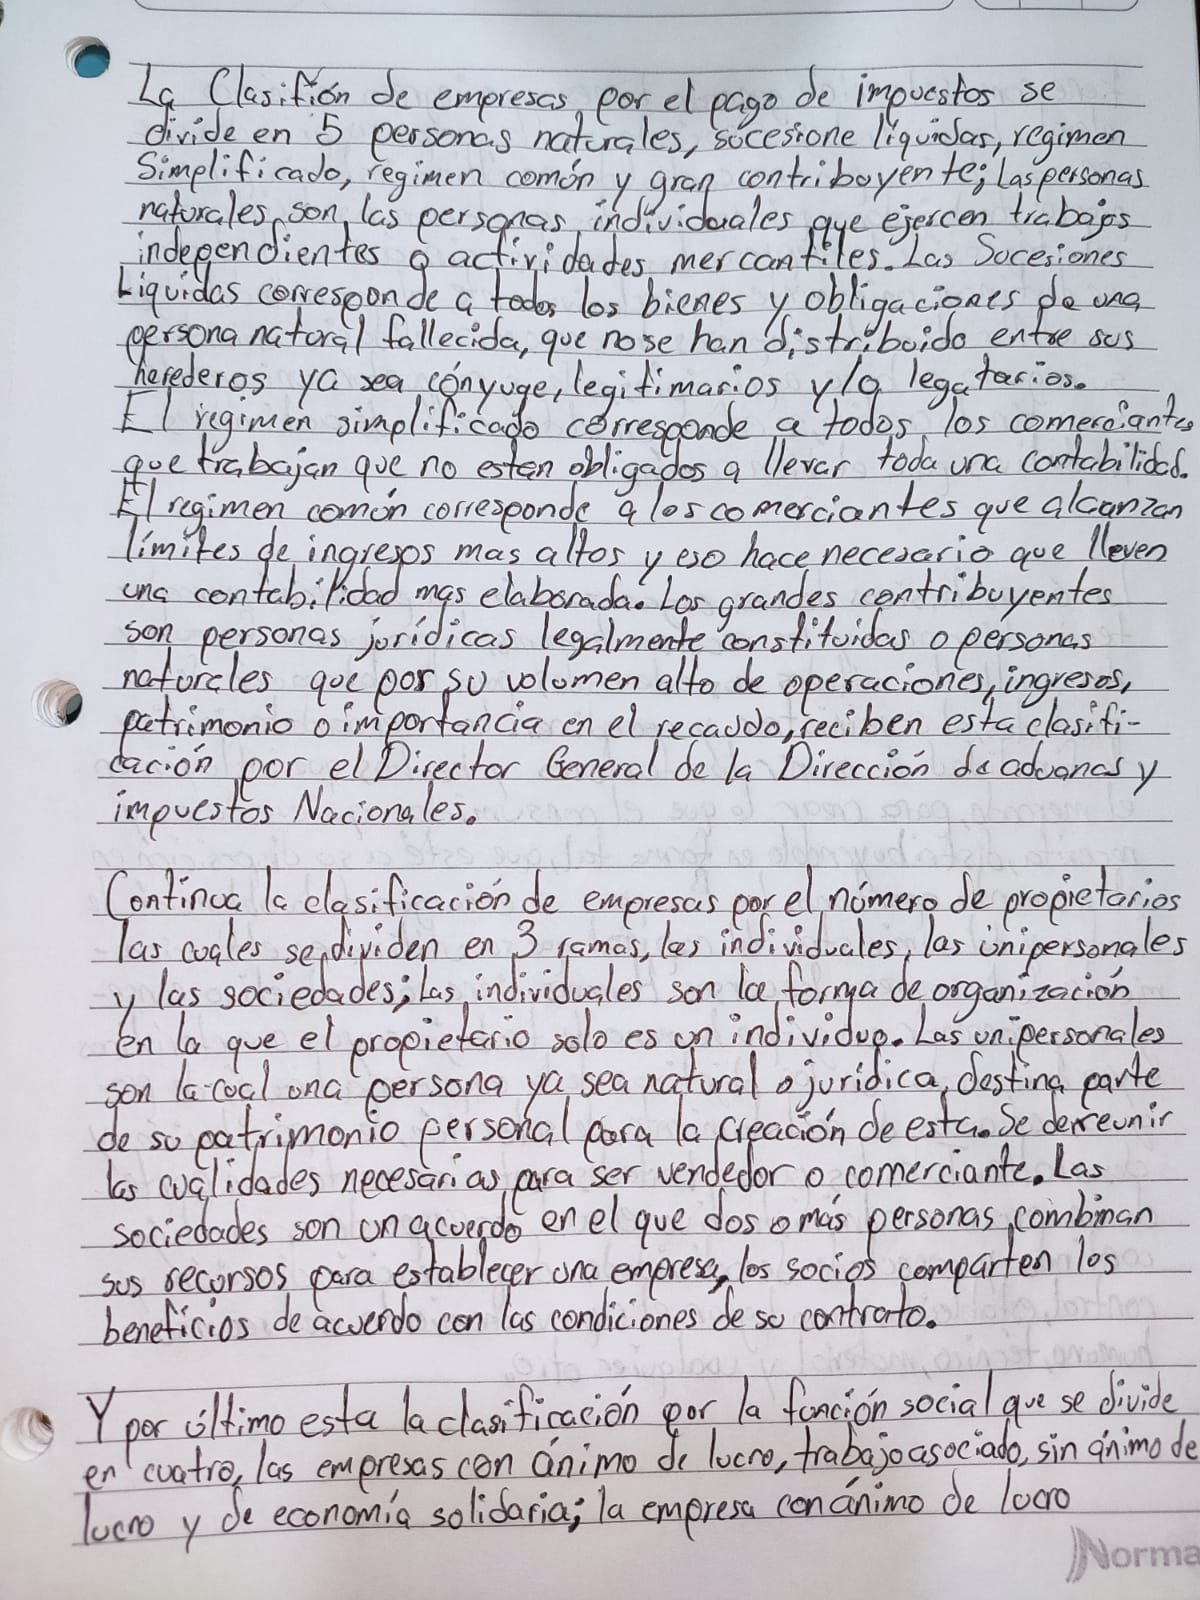 La Clasifión de empresas por el pago de impuestos se
divide en 5 personas naturales, sucesione líquidas, regimen
Simplificado, regimen común y gran contribuyente; Las personas
naturales son las personas individuales que ejercen trabajos
independientes o actividades mercantiles. Las Sucesiones
Liquidas corresponde a todos los bienes y obligaciones de una
persona natural fallecida, que no se han distribuido entre sus
herederos ya sea cónyuge, legitimarios y/o legatarios.
El regimen simplificado corresponde a todos los comerciantes
que trabajan que no estan obligados a llevar toda una contabilidad.
El regimen común corresponde a los comerciantes que alcanzan
límites de ingresos mas altos y eso hace necesario que lleven
una contabilidad mas elaborada. Los grandes contribuyentes
son personas jurídicas legalmente constituidas o personas
naturales que por su volumen alto de operaciones, ingresos,
patrimonio o importancia en el recaudo, reciben esta clasifi-
cación por el Director General de la Dirección de aduanas y
impuestos Nacionales.
Continua la clasificación de empresas por el número de propietarios
las cuales se dividen en 3 ramas, las individuales, las unipersonales
y las sociedades; Las individuales son la forma de organización
en la que el propietario solo es un individuo. Las unipersonales
son la cual una persona ya sea natural o jurídica, destina parte
de su patrimonio personal para la creación de esta. Se de reunir
las cualidades necesarias para ser vendedor o comerciante. Las
sociedades son un acuerdo en el que dos o más personas combinan
sus recursos para establecer una empresa, los socios comparten los
beneficios de acuerdo con las condiciones de su contrato.
Y por último esta la clasificación por la función social que se divide
en cuatro, las empresas con ánimo de lucro, trabajo asociado, sin ánimo de
lucro y de economía solidaria; la empresa con ánimo de lucro
Norma